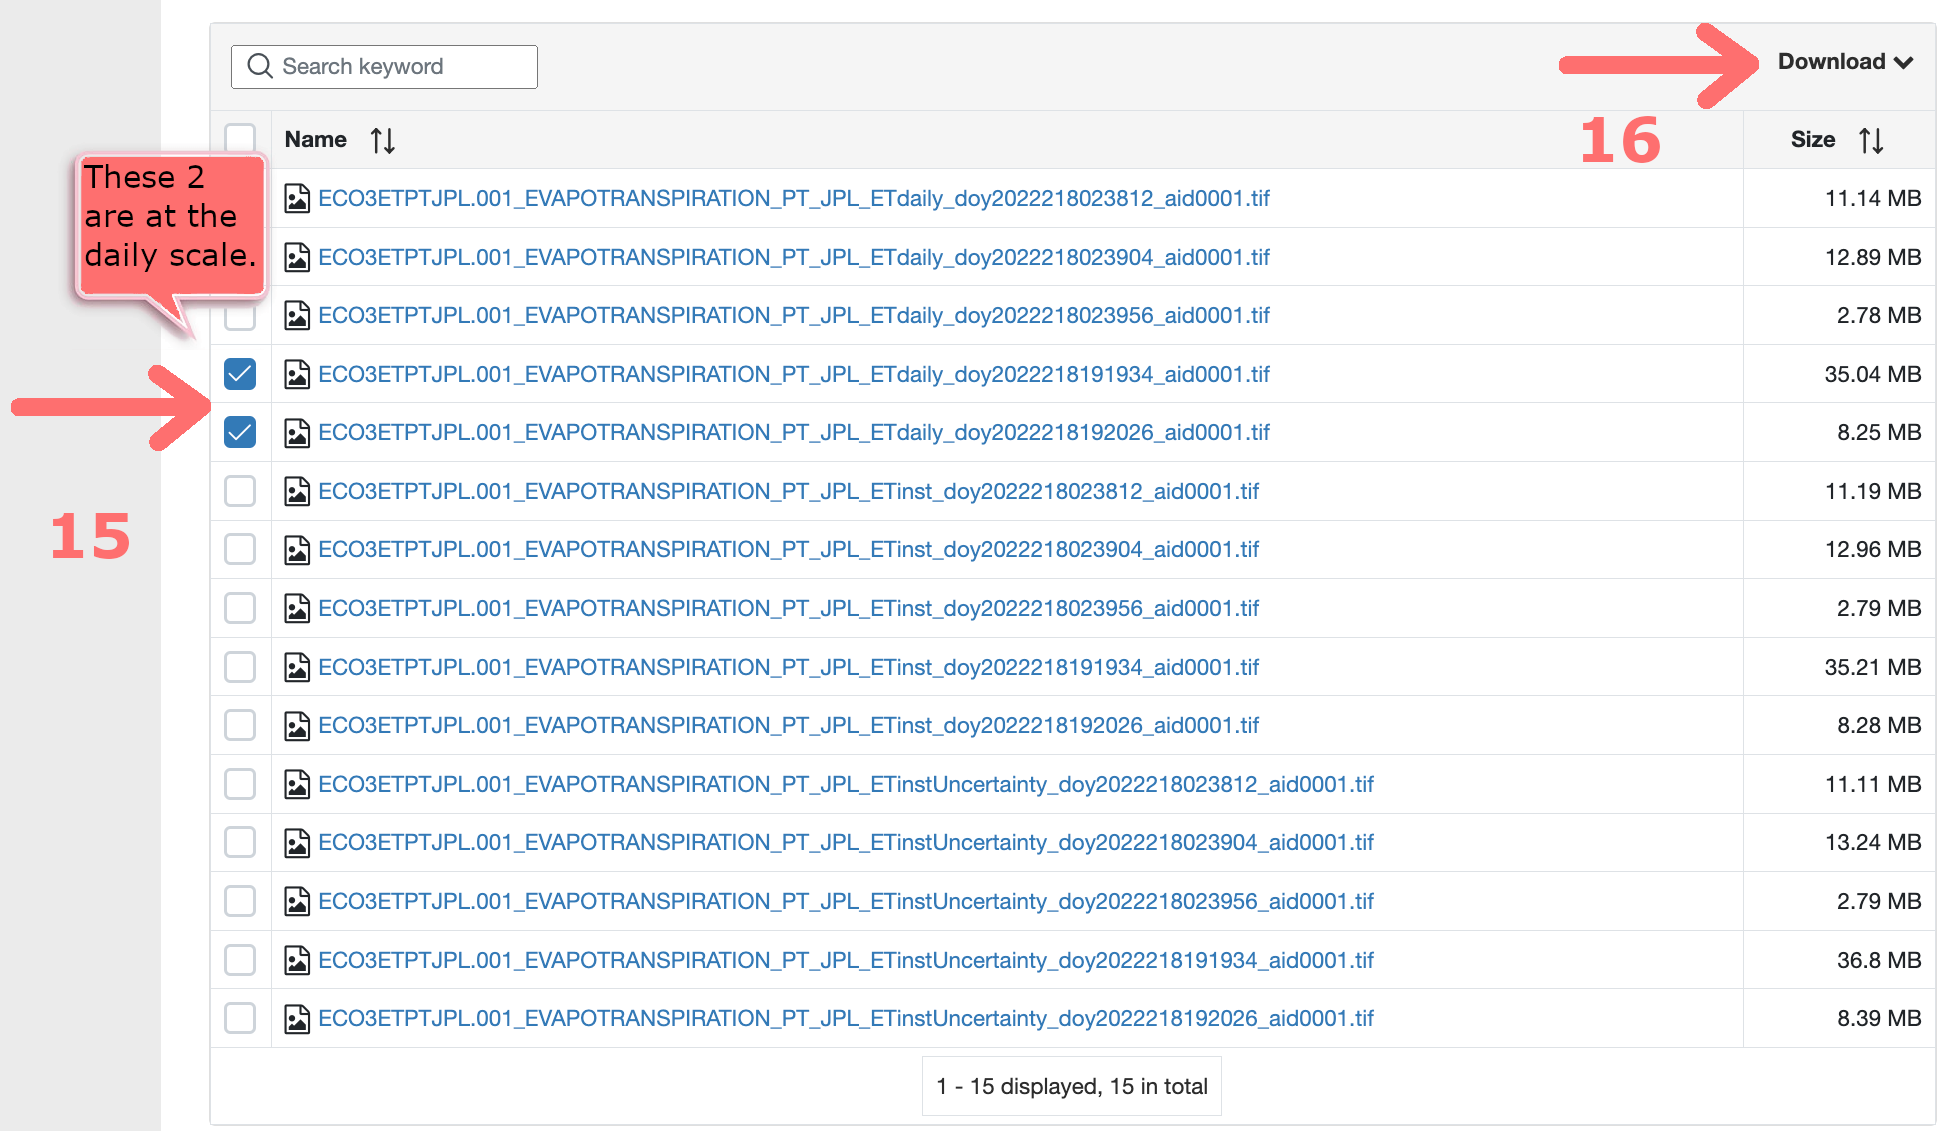 Search keyword
Download
Name
16
Size
These 2
are at the
daily scale.
ECO3ETPTJPL.001_EVAPOTRANSPIRATION_PT_JPL_ETdaily_doy2022218023812_aid0001.tif 11.14 MB
ECO3ETPTJPL.001_EVAPOTRANSPIRATION_PT_JPL_ETdaily_doy2022218023904_aid0001.tif 12.89 MB
ECO3ETPTJPL.001_EVAPOTRANSPIRATION_PT_JPL_ETdaily_doy2022218023956_aid0001.tif 2.78 MB
ECO3ETPTJPL.001_EVAPOTRANSPIRATION_PT_JPL_ETdaily_doy2022218191934_aid0001.tif 35.04 MB
ECO3ETPTJPL.001_EVAPOTRANSPIRATION_PT_JPL_ETdaily_doy2022218192026_aid0001.tif 8.25 MB
15
ECO3ETPTJPL.001_EVAPOTRANSPIRATION_PT_JPL_ETinst_doy2022218023812_aid0001.tif 11.19 MB
ECO3ETPTJPL.001_EVAPOTRANSPIRATION_PT_JPL_ETinst_doy2022218023904_aid0001.tif 12.96 MB
ECO3ETPTJPL.001_EVAPOTRANSPIRATION_PT_JPL_ETinst_doy2022218023956_aid0001.tif 2.79 MB
ECO3ETPTJPL.001_EVAPOTRANSPIRATION_PT_JPL_ETinst_doy2022218191934_aid0001.tif 35.21 MB
ECO3ETPTJPL.001_EVAPOTRANSPIRATION_PT_JPL_ETinst_doy2022218192026_aid0001.tif 8.28 MB
ECO3ETPTJPL.001_EVAPOTRANSPIRATION_PT_JPL_ETinstUncertainty_doy2022218023812_aid0001.tif 11.11 MB
ECO3ETPTJPL.001_EVAPOTRANSPIRATION_PT_JPL_ETinstUncertainty_doy2022218023904_aid0001.tif 13.24 MB
ECO3ETPTJPL.001_EVAPOTRANSPIRATION_PT_JPL_ETinstUncertainty_doy2022218023956_aid0001.tif 2.79 MB
ECO3ETPTJPL.001_EVAPOTRANSPIRATION_PT_JPL_ETinstUncertainty_doy2022218191934_aid0001.tif 36.8 MB
ECO3ETPTJPL.001_EVAPOTRANSPIRATION_PT_JPL_ETinstUncertainty_doy2022218192026_aid0001.tif 8.39 MB
1 - 15 displayed, 15 in total